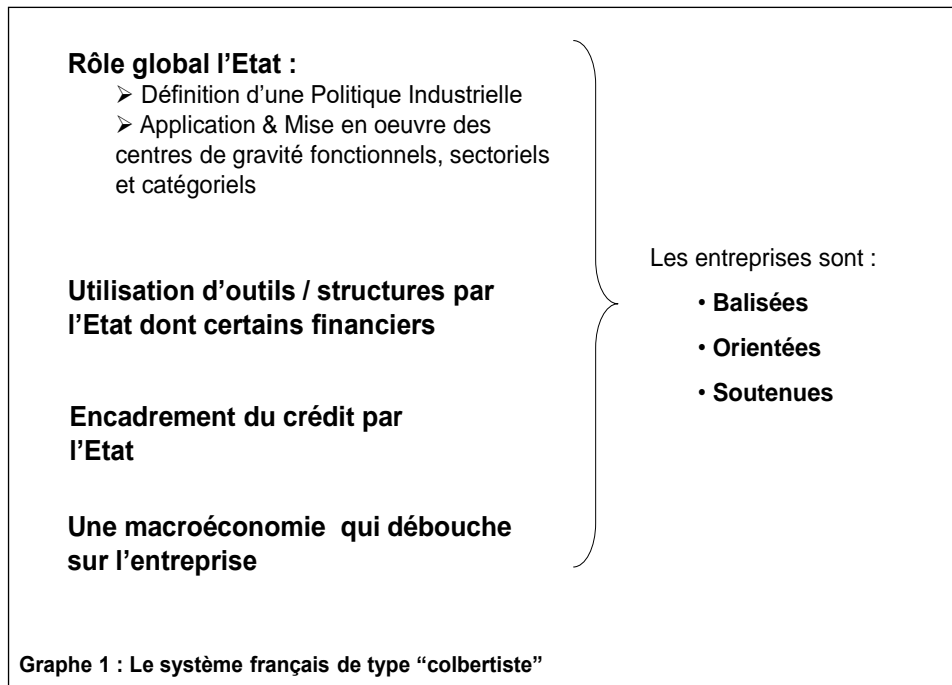 Rôle global l’Etat :
➢ Définition d’une Politique Industrielle
➢ Application & Mise en oeuvre des
centres de gravité fonctionnels, sectoriels
et catégoriels
Utilisation d’outils / structures par
l’Etat dont certains financiers
Encadrement du crédit par
l’Etat
Une macroéconomie qui débouche
sur l’entreprise
Les entreprises sont :
• Balisées
• Orientées
• Soutenues
Graphe 1 : Le système français de type “colbertiste”